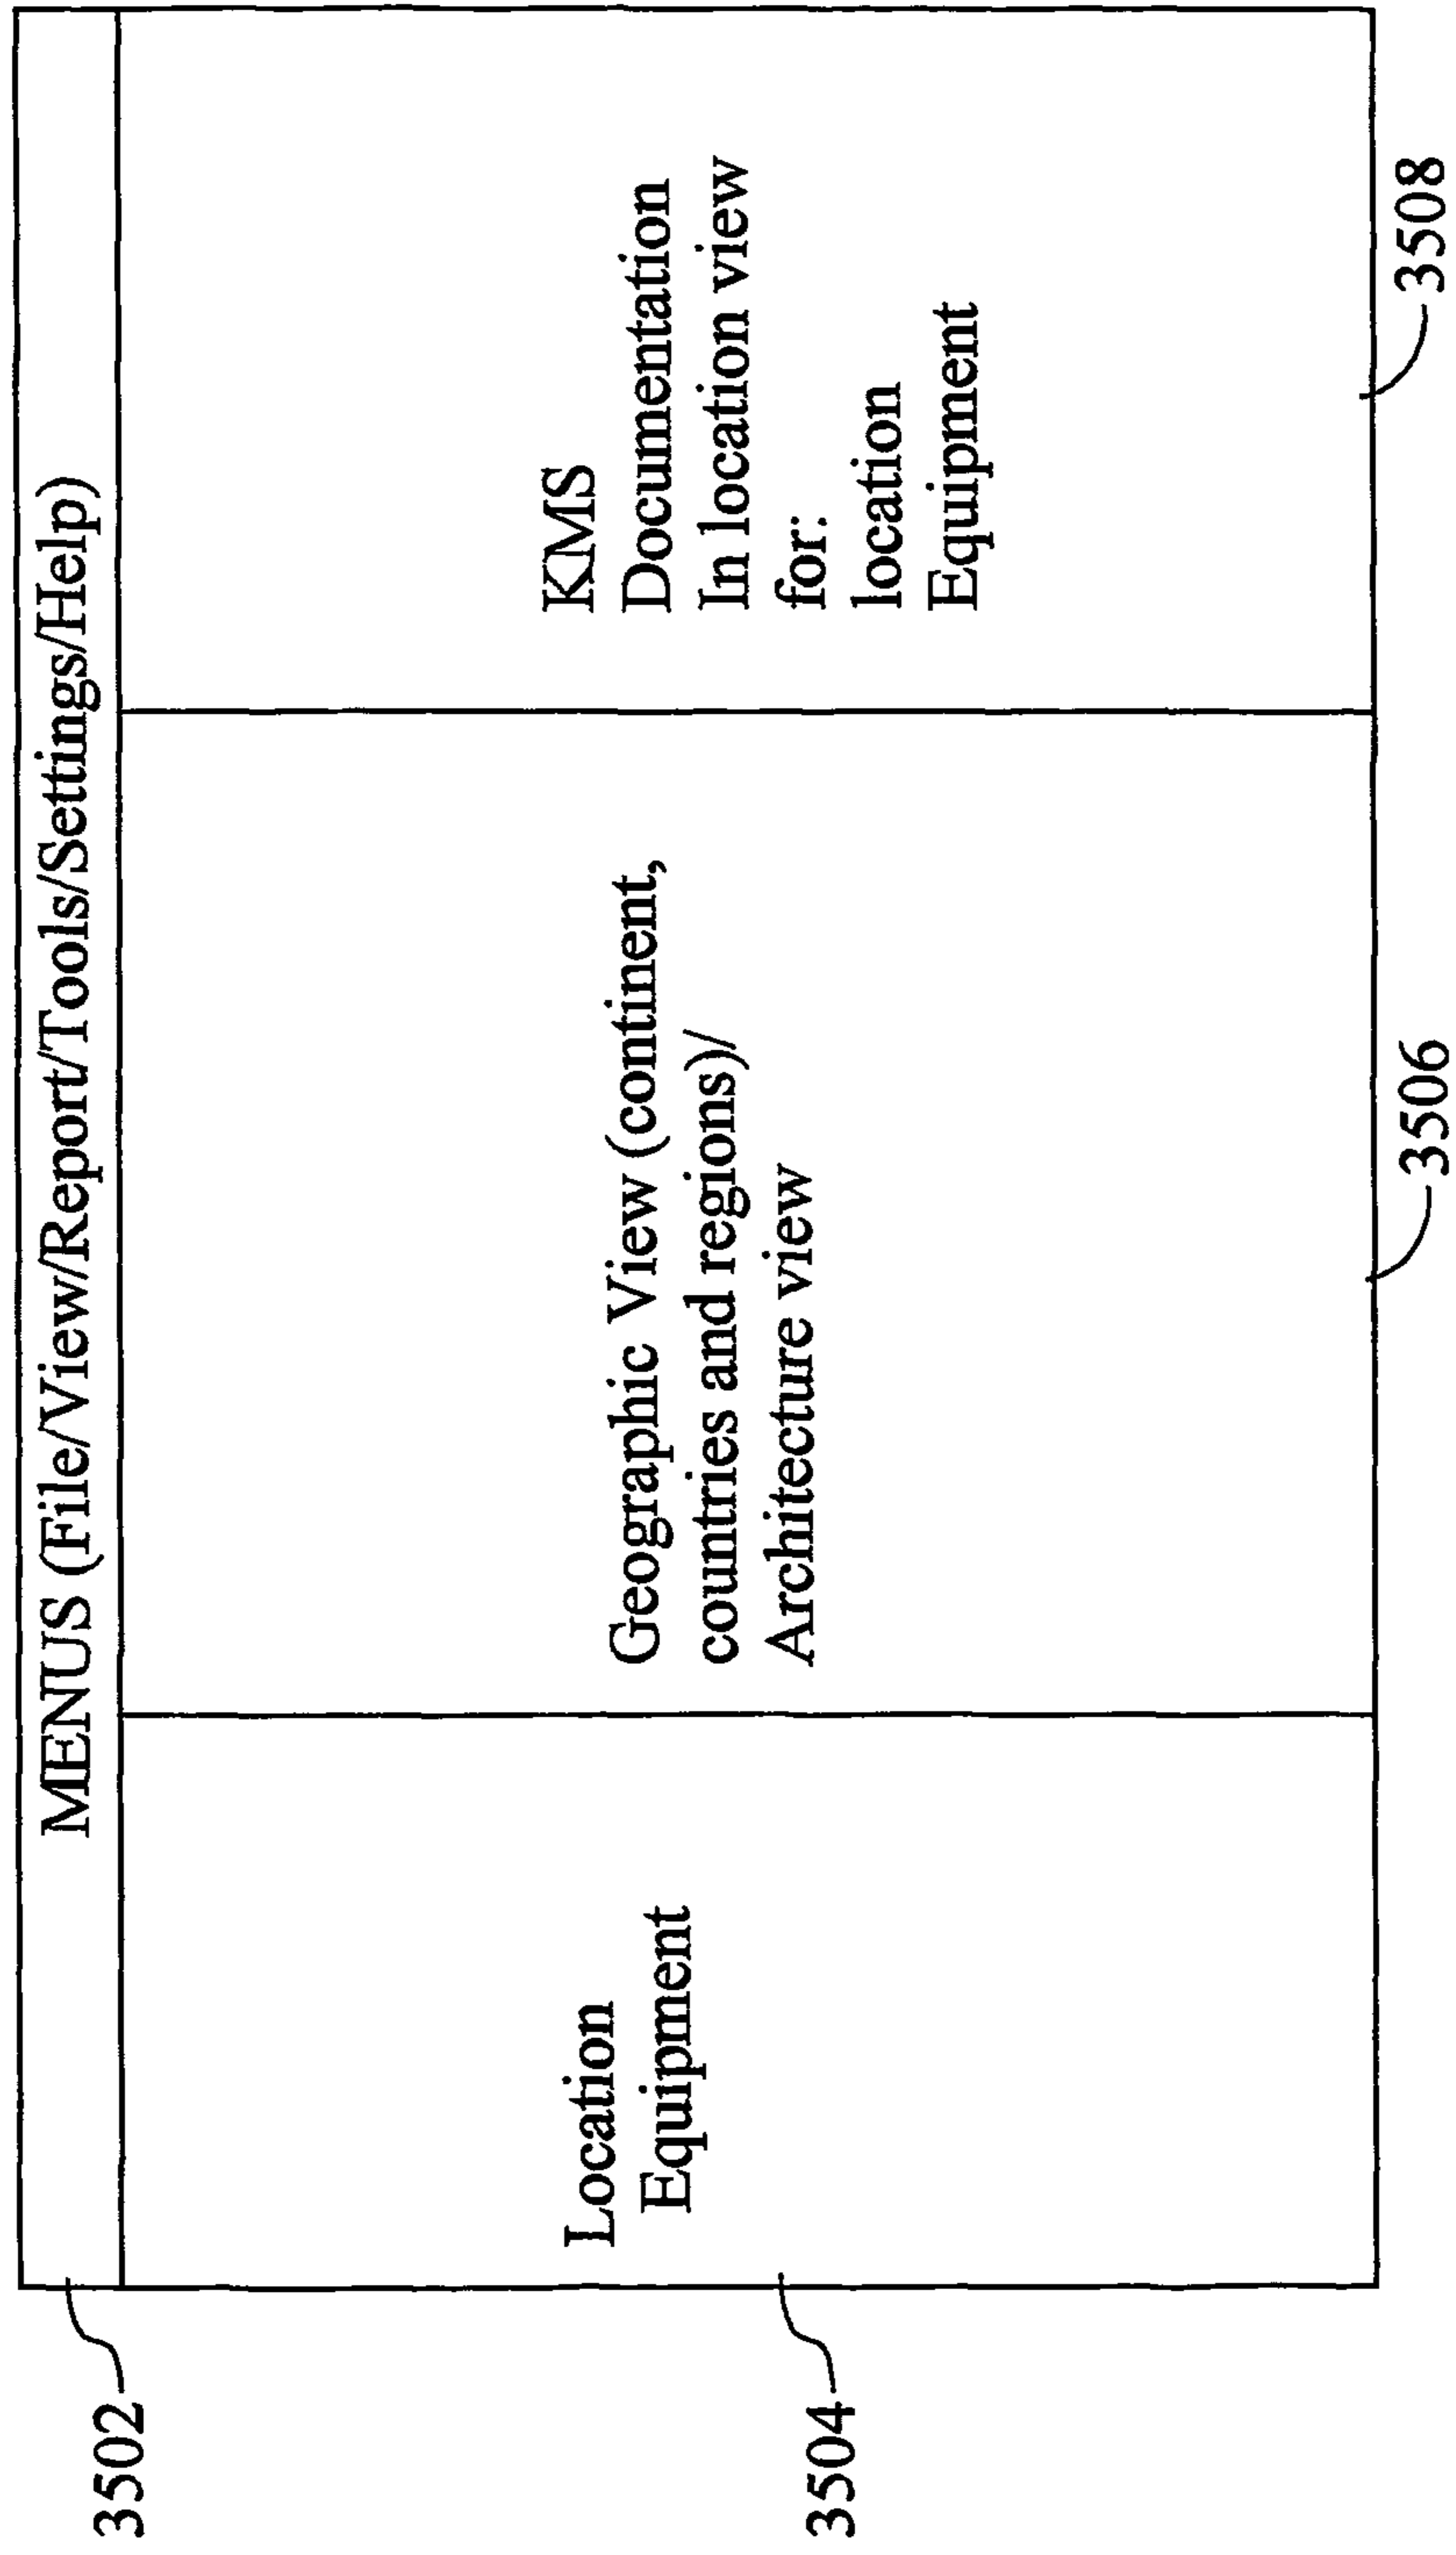 MENUS (File/View/Report/Tools/Settings/Help)
3502
Location
Equipment
3504
Geographic View (continent,
countries and regions)/
Architecture view
3506
KMS
Documentation
In location view
for:
location
Equipment
3508